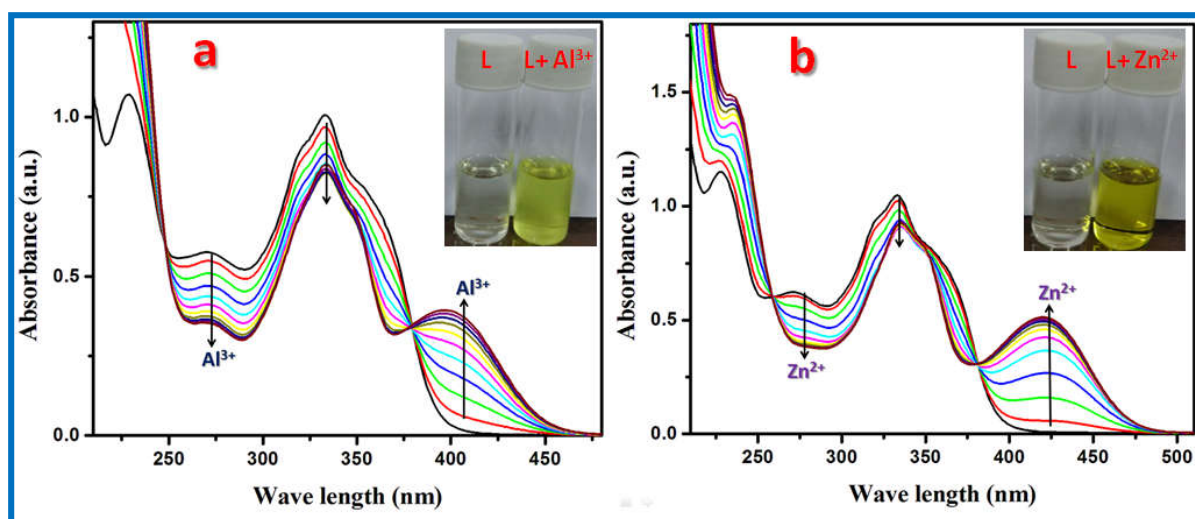 a
L L+ Al³⁺
Absorbance (a.u.)
1.0
0.5
0.0
Al³⁺
Al³⁺
250 300 350 400 450
Wave length (nm)
b
L L+ Zn²⁺
Absorbance (a.u.)
1.5
1.0
0.5
0.0
Zn²⁺
Zn²⁺
250 300 350 400 450 500
Wave length (nm)